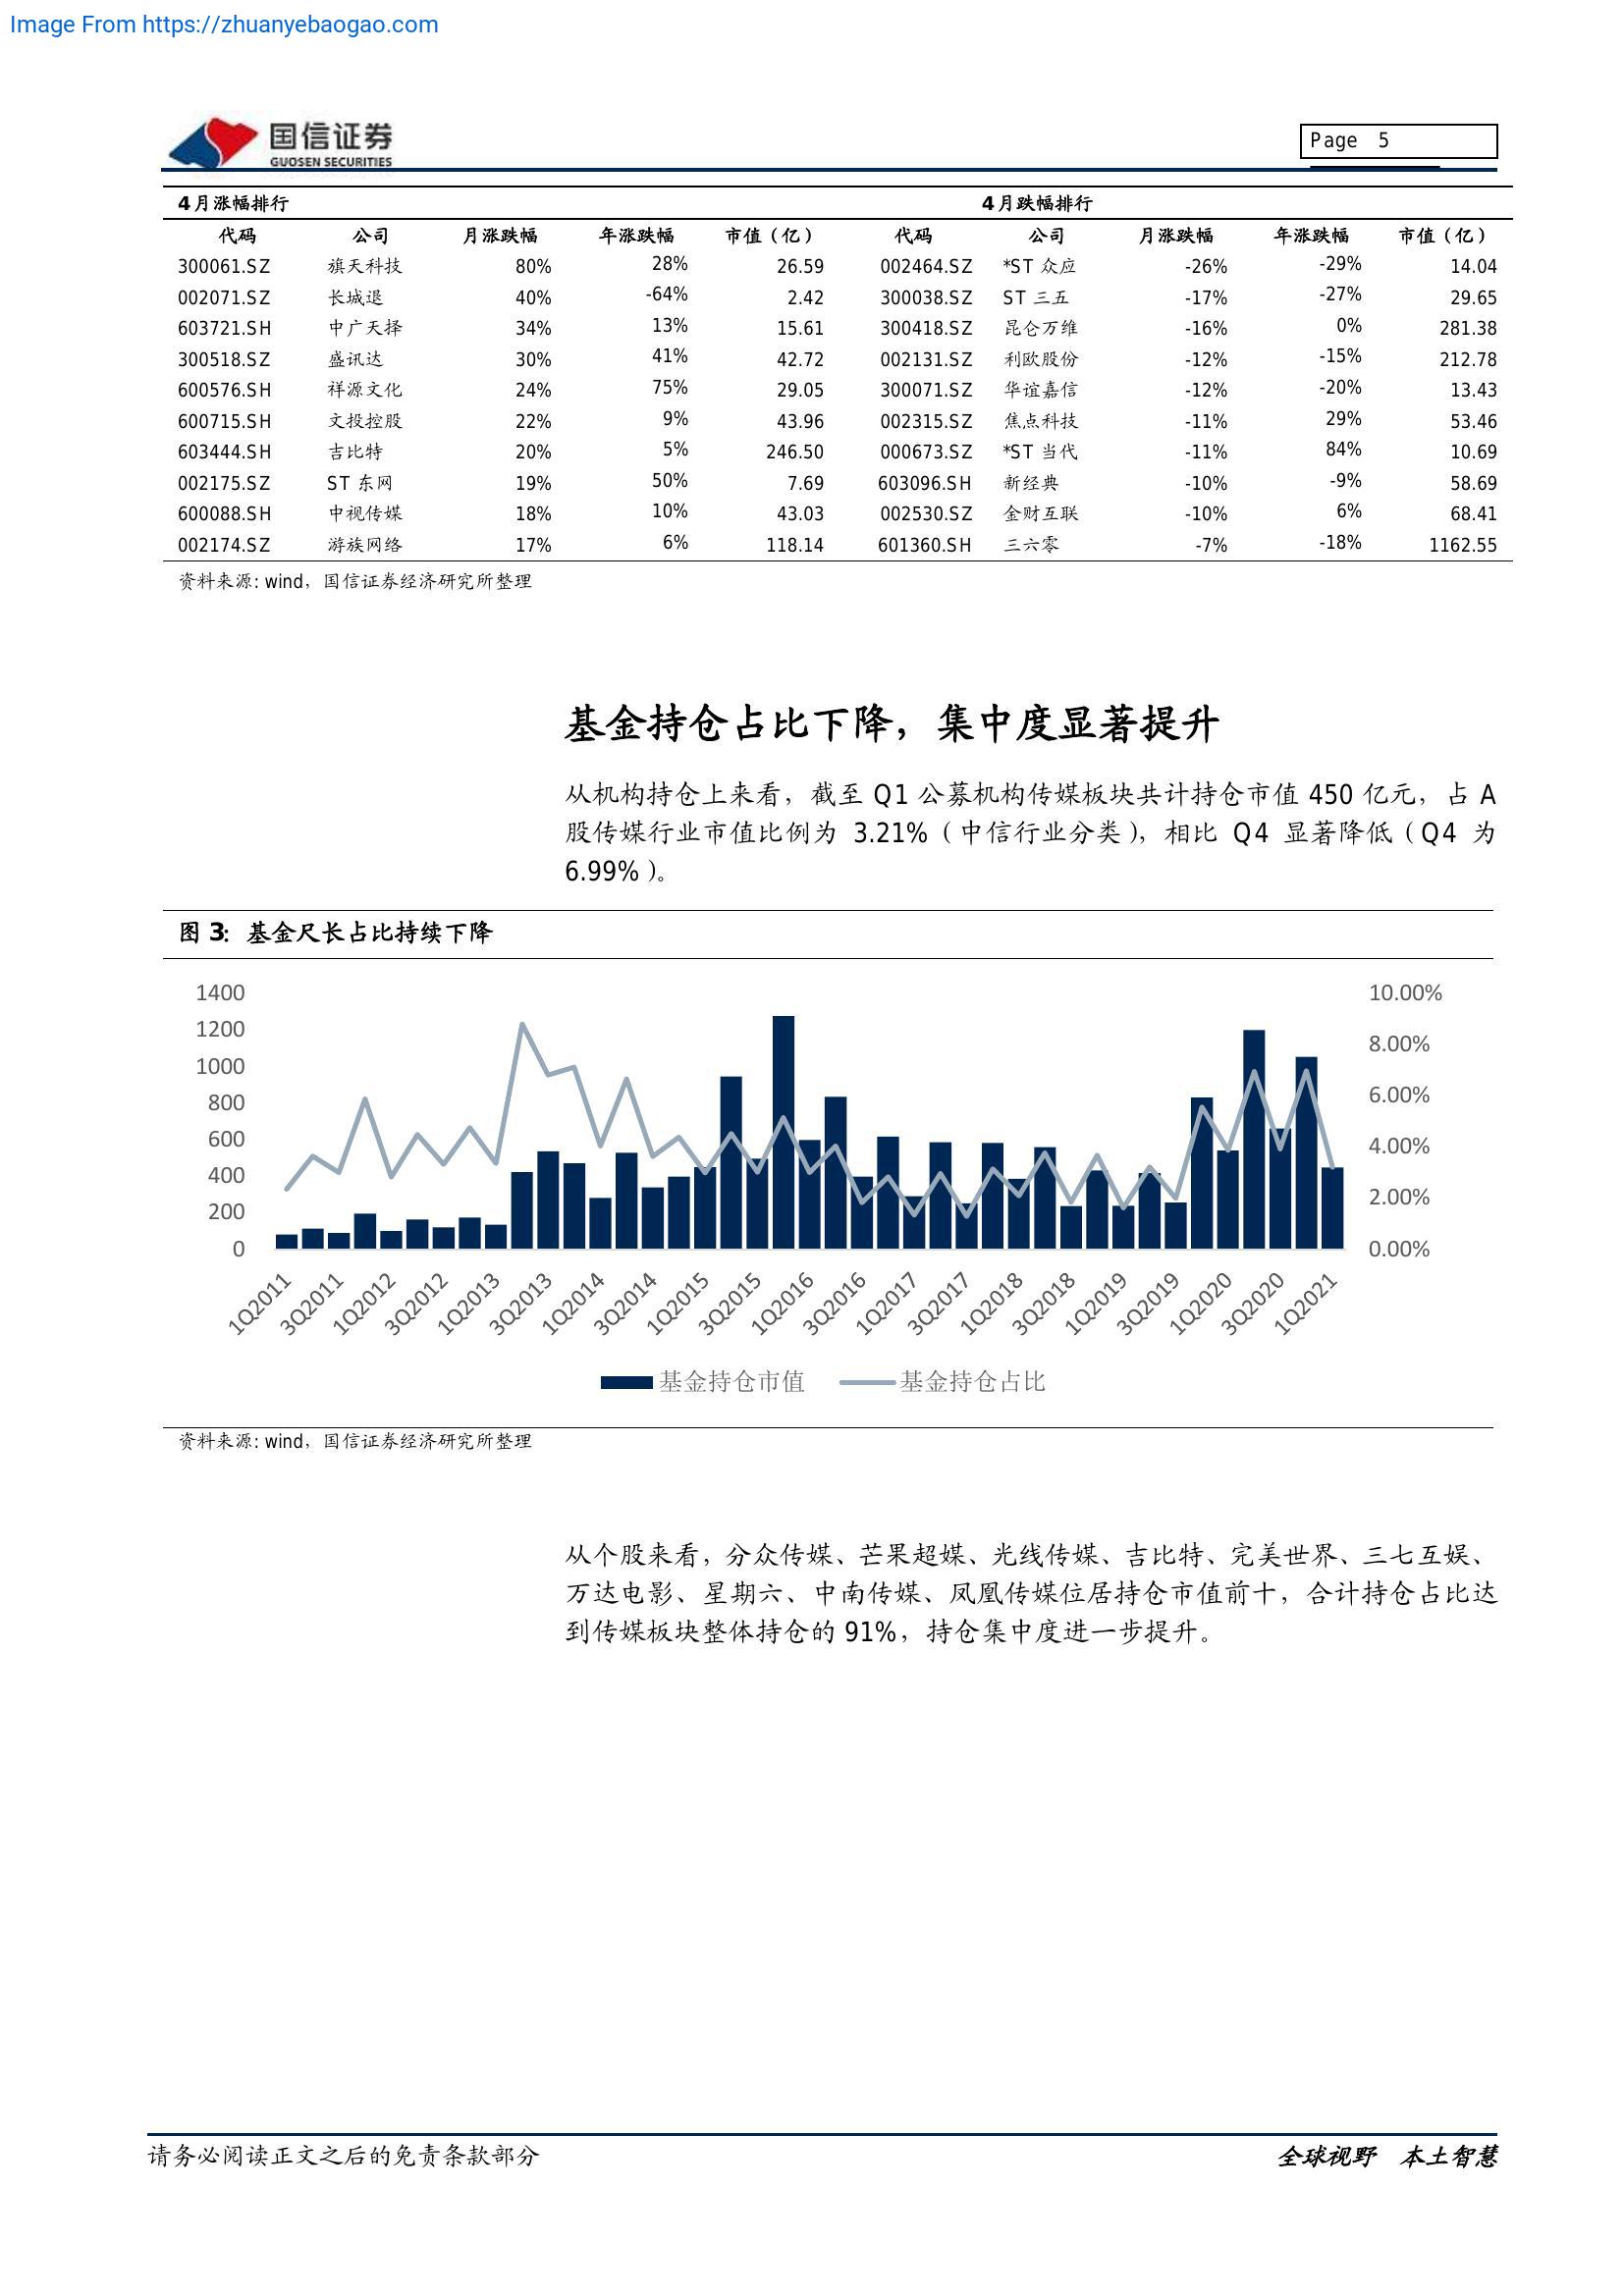 Image From https://zhuanyebaogao.com
国信证券
GUOSEN SECURITIES
Page 5
4月涨幅排行 4月跌幅排行
代码 公司 月涨跌幅 年涨跌幅 市值（亿） 代码 公司 月涨跌幅 年涨跌幅 市值（亿）
300061.SZ 旗天科技 80% 28% 26.59 002464.SZ *ST 众应 -26% -29% 14.04
002071.SZ 长城退 40% -64% 2.42 300038.SZ ST 三五 -17% -27% 29.65
603721.SH 中广天择 34% 13% 15.61 300418.SZ 昆仑万维 -16% 0% 281.38
300518.SZ 盛讯达 30% 41% 42.72 002131.SZ 利欧股份 -12% -15% 212.78
600576.SH 祥源文化 24% 75% 29.05 300071.SZ 华谊嘉信 -12% -20% 13.43
600715.SH 文投控股 22% 9% 43.96 002315.SZ 焦点科技 -11% 29% 53.46
603444.SH 吉比特 20% 5% 246.50 000673.SZ *ST 当代 -11% 84% 10.69
002175.SZ ST 东网 19% 50% 7.69 603096.SH 新经典 -10% -9% 58.69
600088.SH 中视传媒 18% 10% 43.03 002530.SZ 金财互联 -10% 6% 68.41
002174.SZ 游族网络 17% 6% 118.14 601360.SH 三六零 -7% -18% 1162.55
资料来源: wind，国信证券经济研究所整理
基金持仓占比下降，集中度显著提升
从机构持仓上来看，截至 Q1 公募机构传媒板块共计持仓市值 450 亿元，占 A
股传媒行业市值比例为 3.21%（中信行业分类），相比 Q4 显著降低（Q4 为
6.99%）。
图 3：基金尺长占比持续下降
1400 10.00%
1200 8.00%
1000 6.00%
800 4.00%
600 2.00%
400 0.00%
200
0
1Q2011 3Q2011 1Q2012 3Q2012 1Q2013 3Q2013 1Q2014 3Q2014 1Q2015 3Q2015 1Q2016 3Q2016 1Q2017 3Q2017 1Q2018 3Q2018 1Q2019 3Q2019 1Q2020 3Q2020 1Q2021
基金持仓市值 基金持仓占比
资料来源: wind，国信证券经济研究所整理
从个股来看，分众传媒、芒果超媒、光线传媒、吉比特、完美世界、三七互娱、
万达电影、星期六、中南传媒、凤凰传媒位居持仓市值前十，合计持仓占比达
到传媒板块整体持仓的 91%，持仓集中度进一步提升。
请务必阅读正文之后的免责条款部分 全球视野 本土智慧